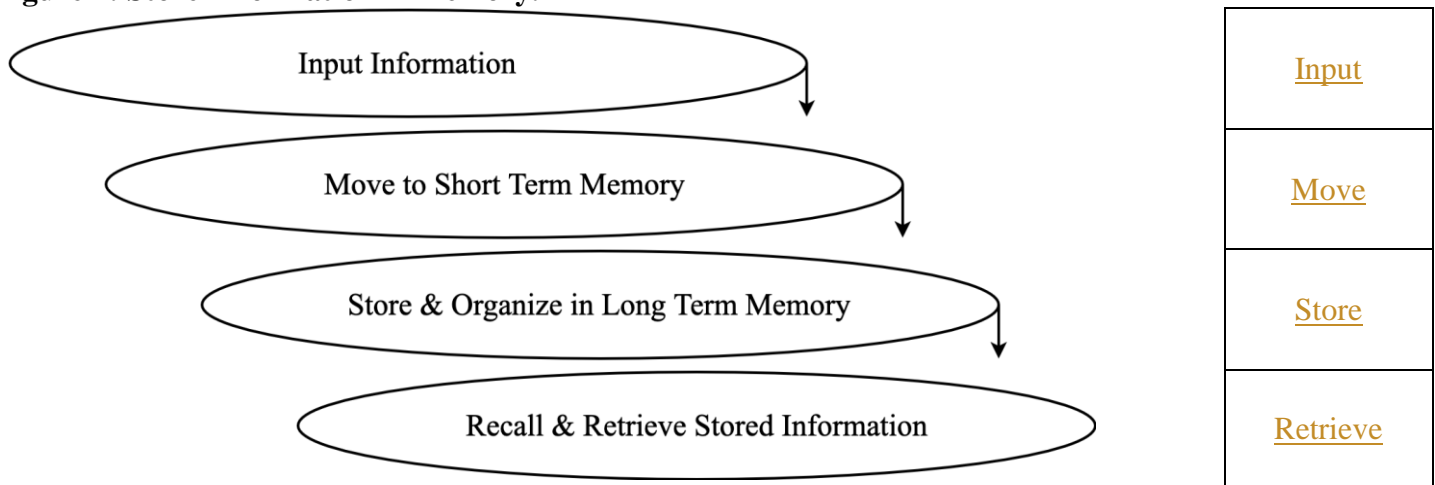 Input Information
Input
Move to Short Term Memory
Move
Store & Organize in Long Term Memory
Store
Recall & Retrieve Stored Information
Retrieve